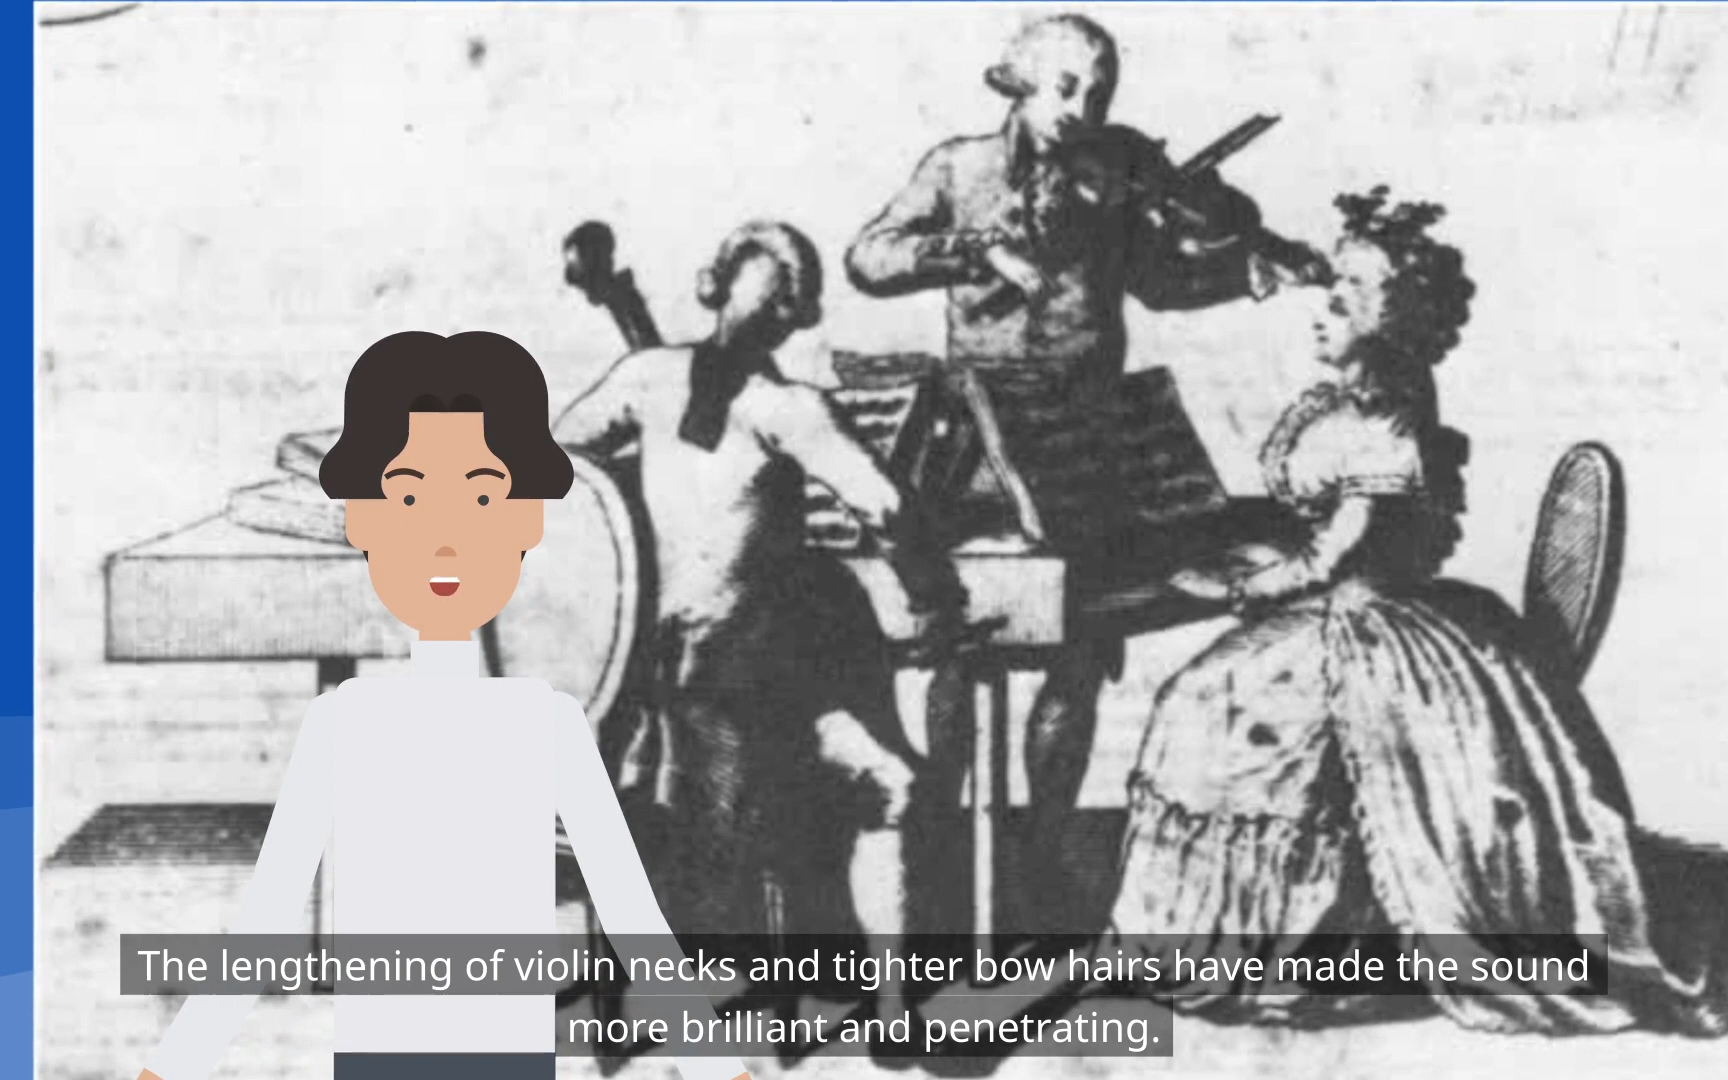 The lengthening of violin necks and tighter bow hairs have made the sound
more brilliant and penetrating.